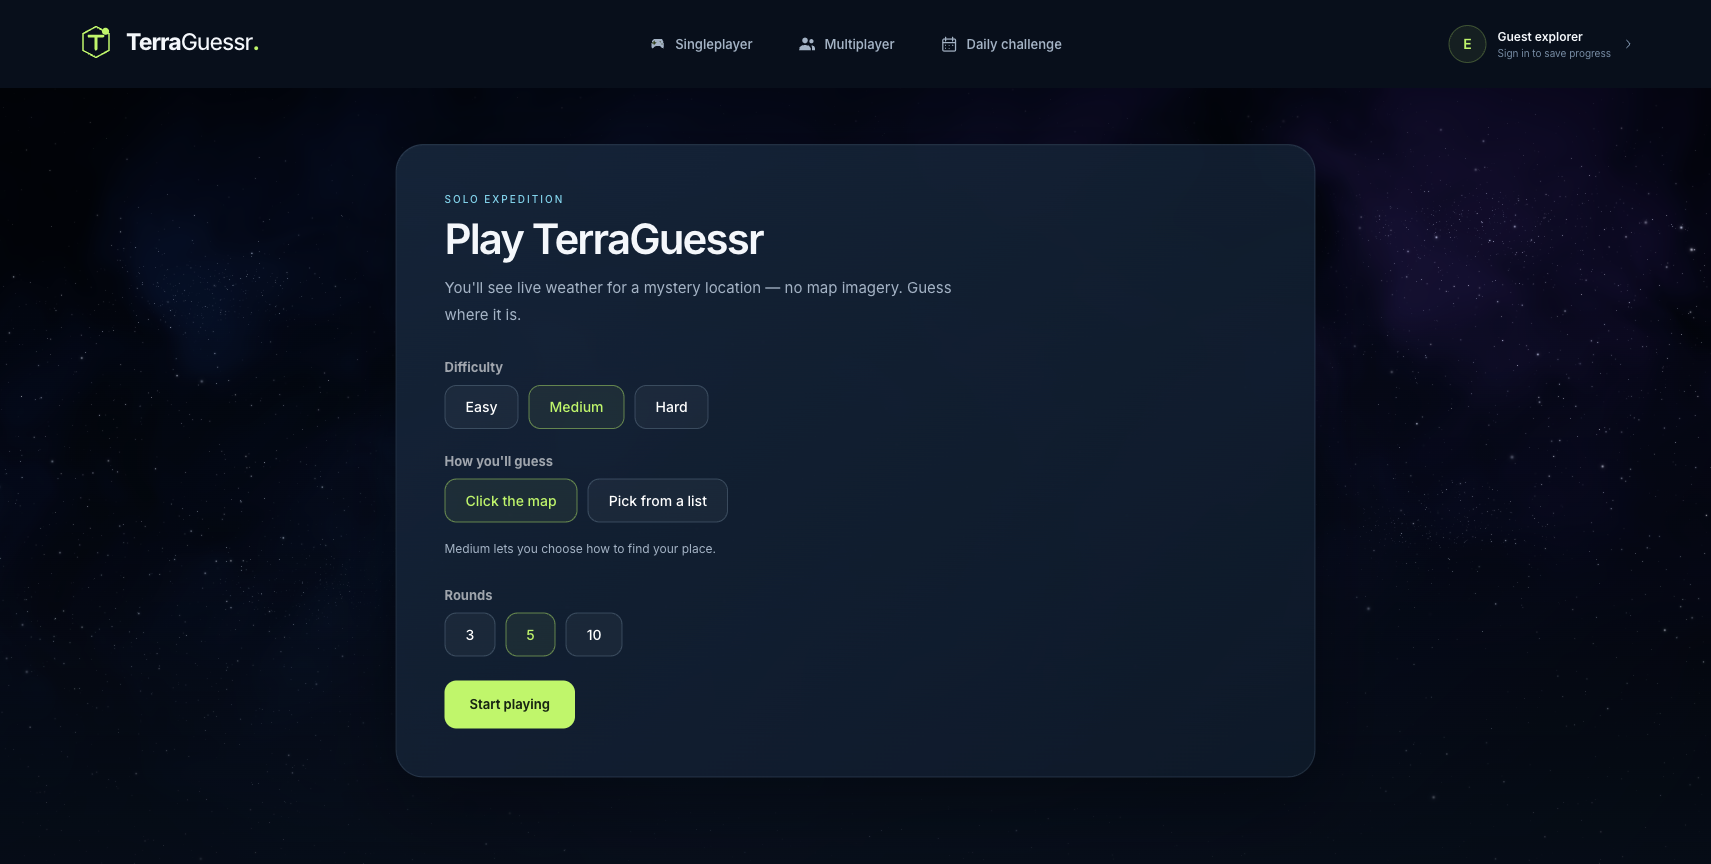 TerraGuessr.
Singleplayer
Multiplayer
Daily challenge
E
Guest explorer
Sign in to save progress
SOLO EXPEDITION
Play TerraGuessr
You'll see live weather for a mystery location — no map imagery. Guess
where it is.
Difficulty
Easy
Medium
Hard
How you'll guess
Click the map
Pick from a list
Medium lets you choose how to find your place.
Rounds
3
5
10
Start playing